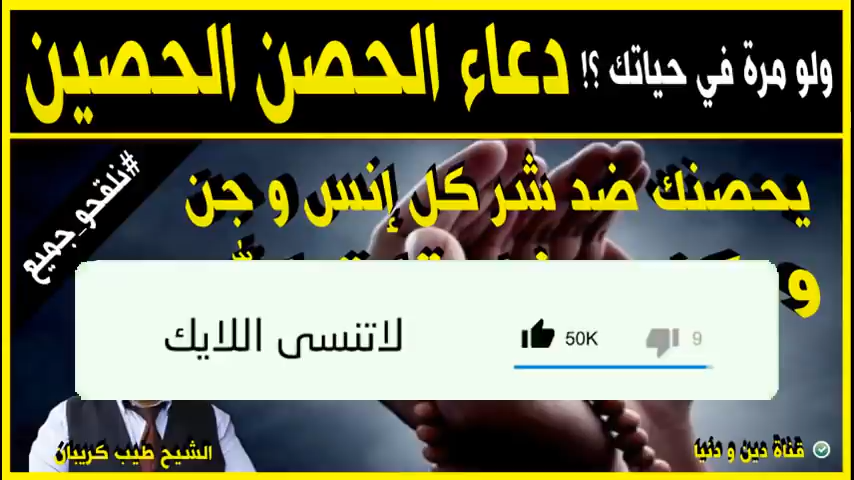 ولو مرة في حياتك ؟! دعاء الحصن الحصين
#نلقحو_جميع
يحصنك ضد شر كل إنس و جن
لاتنسى اللايك
50K
9
الشيخ طيب كريبان
قناة دين و دنيا